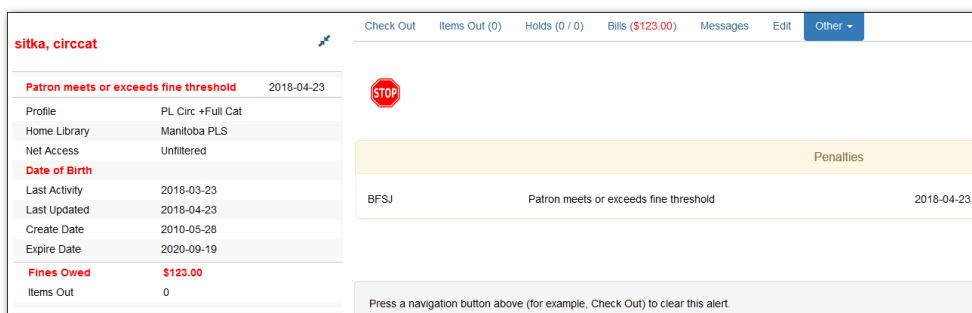 sitka, circcat
Patron meets or exceeds fine threshold 2018-04-23
Profile PL Circ +Full Cat
Home Library Manitoba PLS
Net Access Unfiltered
Date of Birth
Last Activity 2018-03-23
Last Updated 2018-04-23
Create Date 2010-05-28
Expire Date 2020-09-19
Fines Owed $123.00
Items Out 0
Check Out Items Out (0) Holds (0 / 0) Bills ($123.00) Messages Edit Other
STOP
Penalties
BFSJ Patron meets or exceeds fine threshold 2018-04-23
Press a navigation button above (for example, Check Out) to clear this alert.